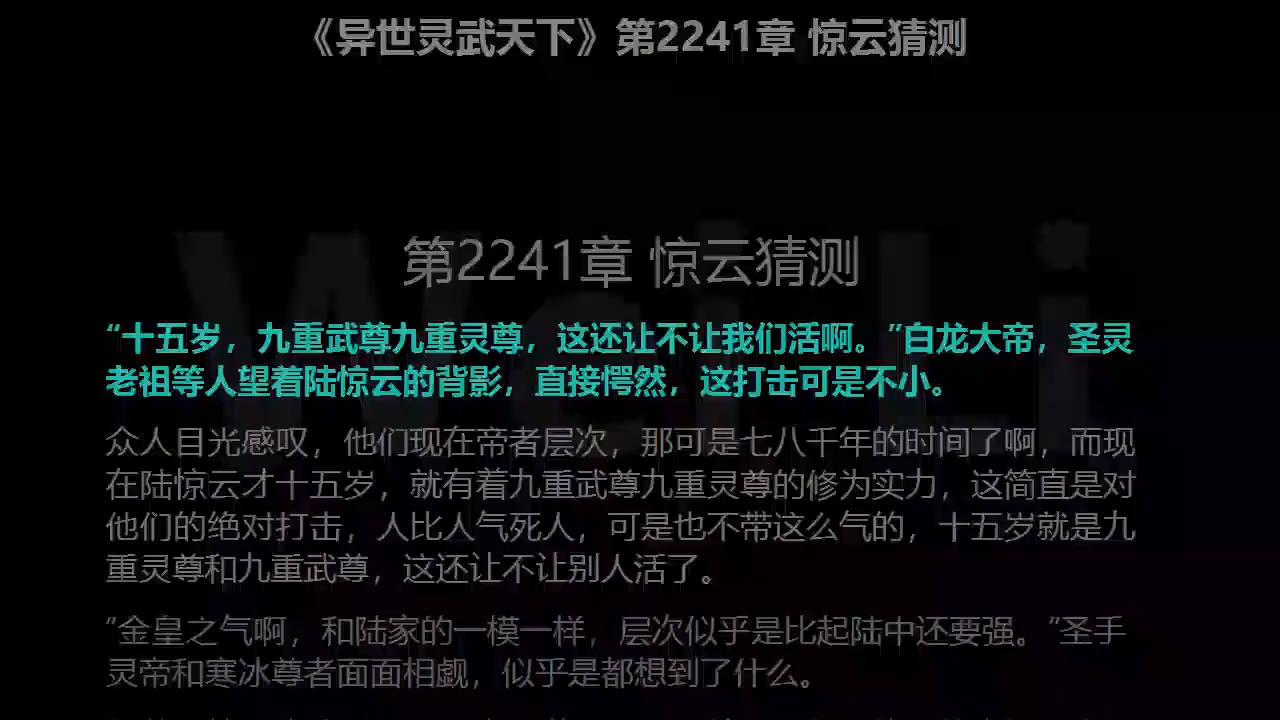 《异世灵武天下》第2241章 惊云猜测
Wei Li
第2241章 惊云猜测
“十五岁，九重武尊九重灵尊，这还让不让我们活啊。”白龙大帝，圣灵
老祖等人望着陆惊云的背影，直接愕然，这打击可是不小。
众人目光感叹，他们现在帝者层次，那可是七八千年的时间了啊，而现
在陆惊云才十五岁，就有着九重武尊九重灵尊的修为实力，这简直是对
他们的绝对打击，人比人气死人，可是也不带这么气的，十五岁就是九
重灵尊和九重武尊，这还让不让别人活了。
“金皇之气啊，和陆家的一模一样，层次似乎是比起陆中还要强。”圣手
灵帝和寒冰尊者面面相觑，似乎是都想到了什么。